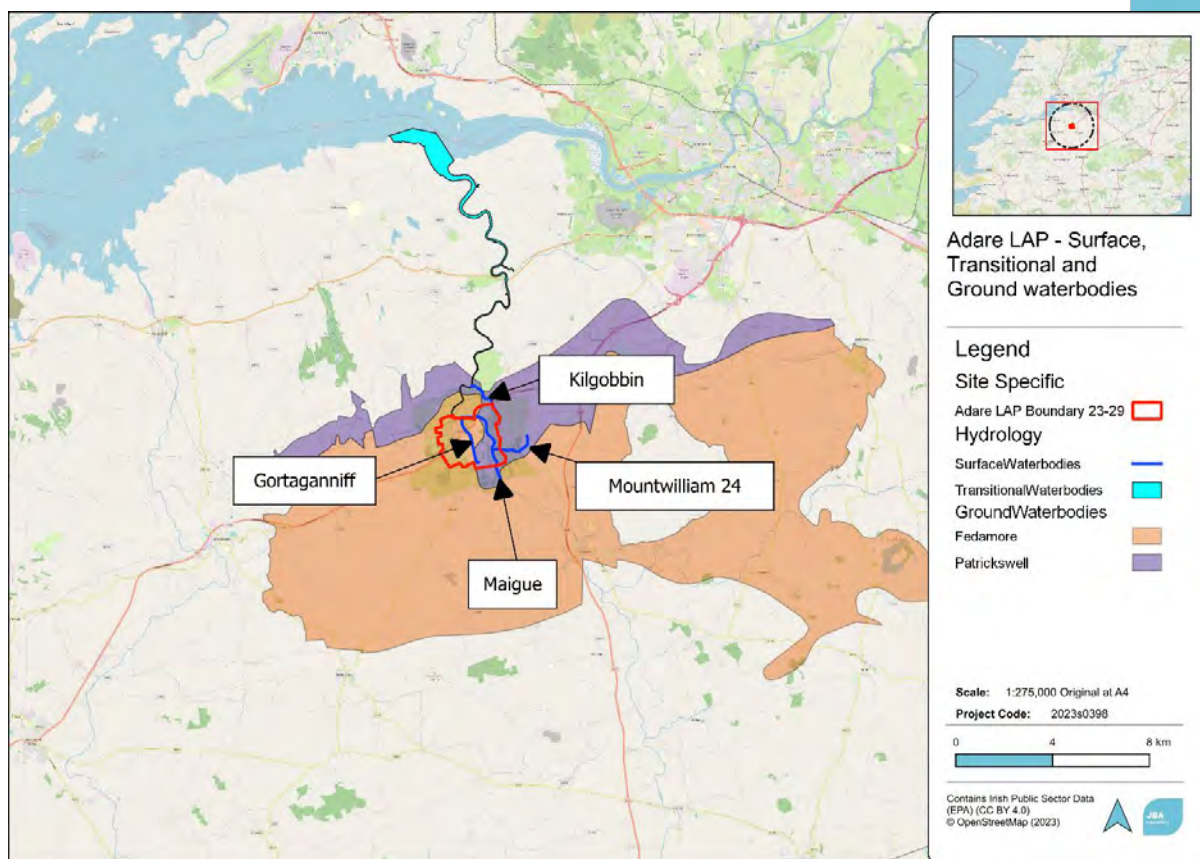 Kilgobbin
Gortaganniff
Mountwilliam 24
Maigue
Adare LAP - Surface,
Transitional and
Ground waterbodies
Legend
Site Specific
Adare LAP Boundary 23-29
Hydrology
SurfaceWaterbodies
TransitionalWaterbodies
GroundWaterbodies
Fedamore
Patrickswell
Scale: 1:275,000 Original at A4
Project Code: 2023s0398
0 4 8 km
Contains Irish Public Sector Data
(EPA) (CC BY 4.0)
© OpenStreetMap (2023)
JBA